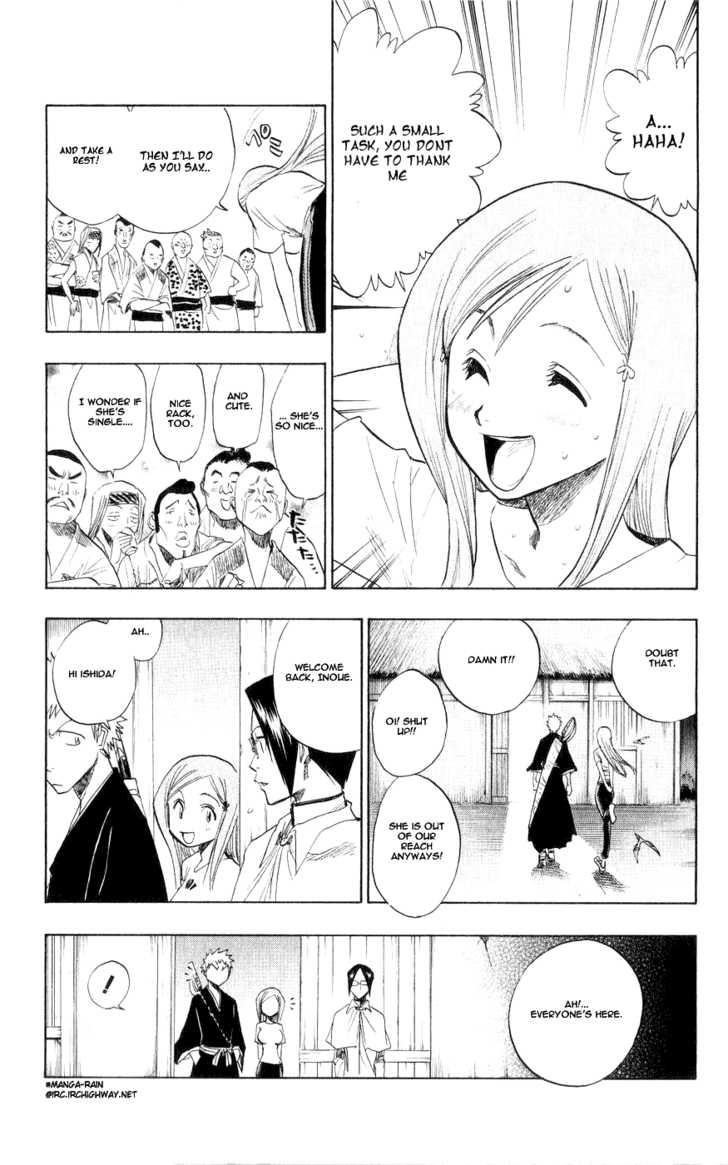 A...
HAHA!
SUCH A SMALL
TASK, YOU DONT
HAVE TO THANK
ME
ペコ
THEN I'LL DO
AS YOU SAY..
AND TAKE A
REST!
... SHE'S
SO NICE...
AND
CUTE.
NICE
RACK,
TOO.
I WONDER IF
SHE'S
SINGLE....
DOUBT
THAT.
DAMN IT!!
OI! SHUT
UP!!
SHE IS OUT
OF OUR
REACH
ANYWAYS!
WELCOME
BACK, INOUE.
AH..
HI ISHIDA!
AH!...
EVERYONE'S HERE.
!
#MANGA-RAIN
@IRC.IRCHIGHWAY.NET